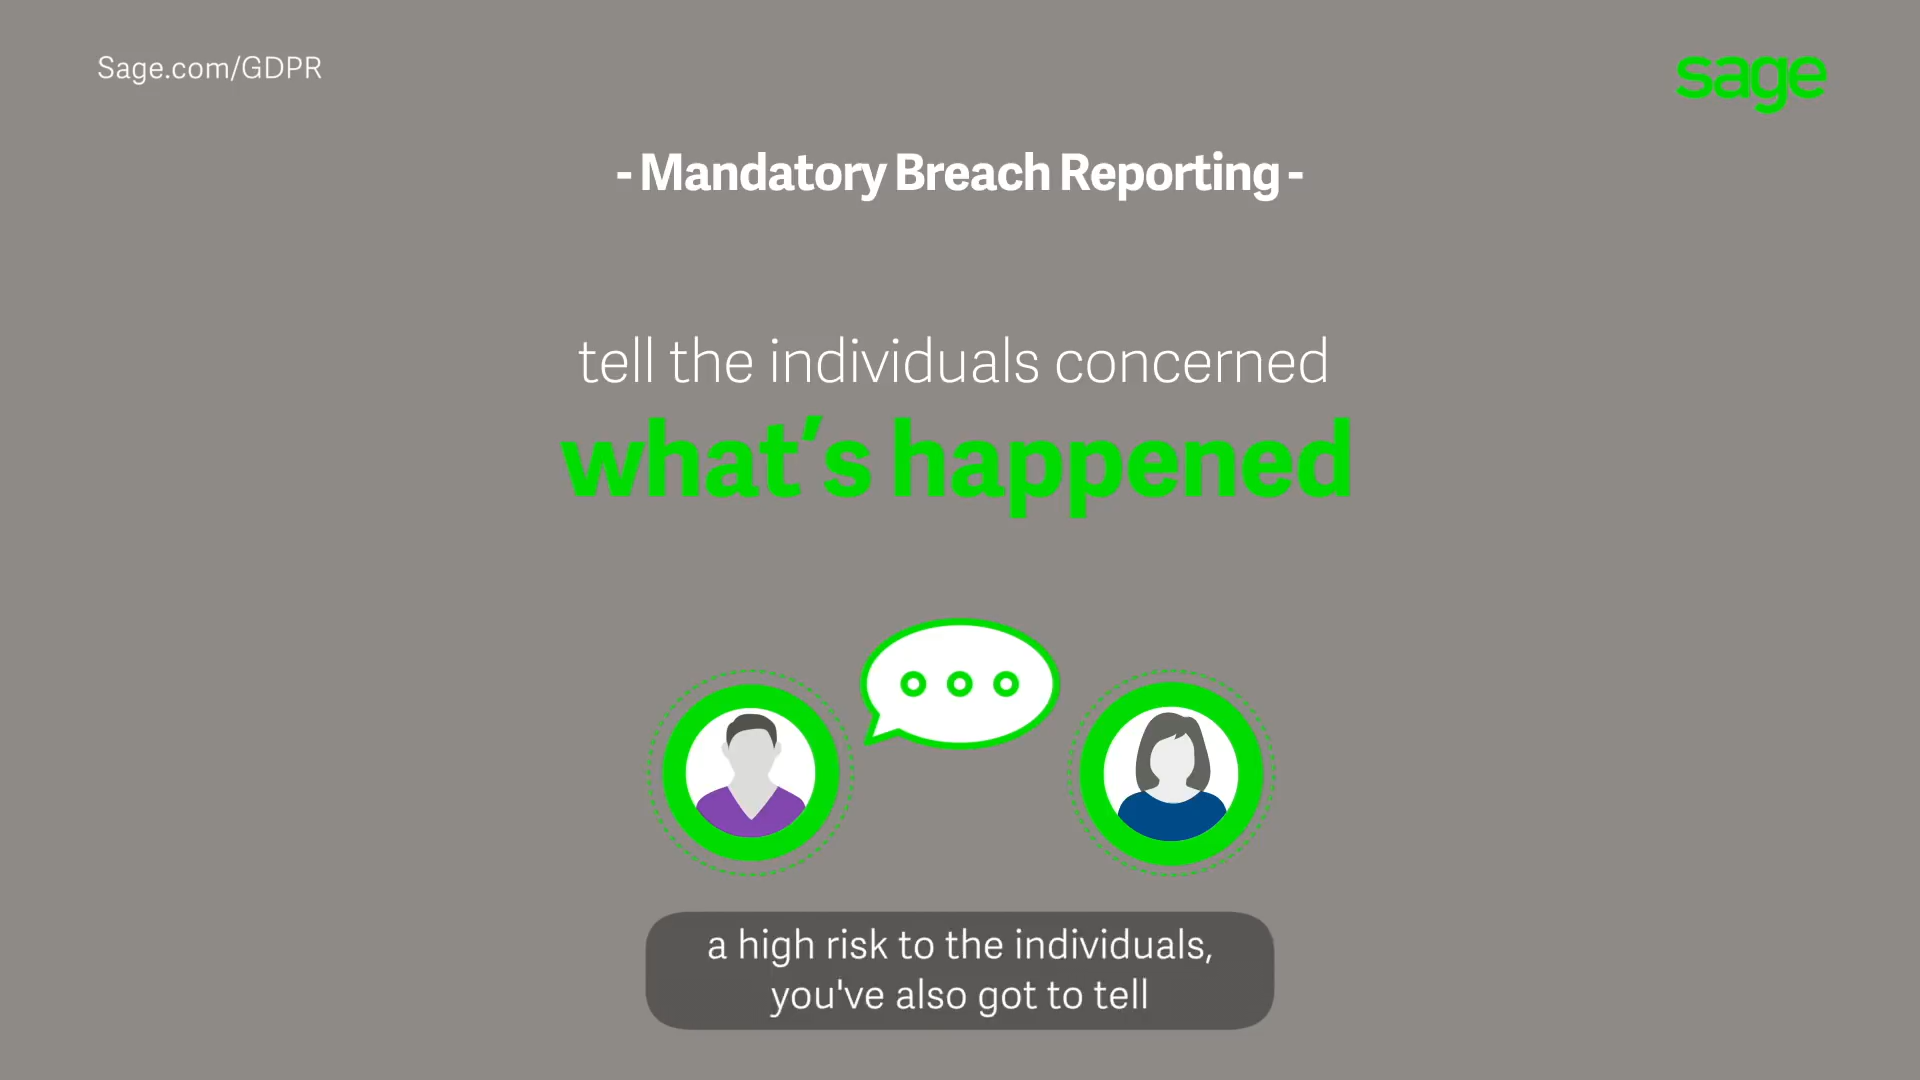 Sage.com/GDPR
sage
- Mandatory Breach Reporting -
tell the individuals concerned
what’s happened
a high risk to the individuals,
you've also got to tell